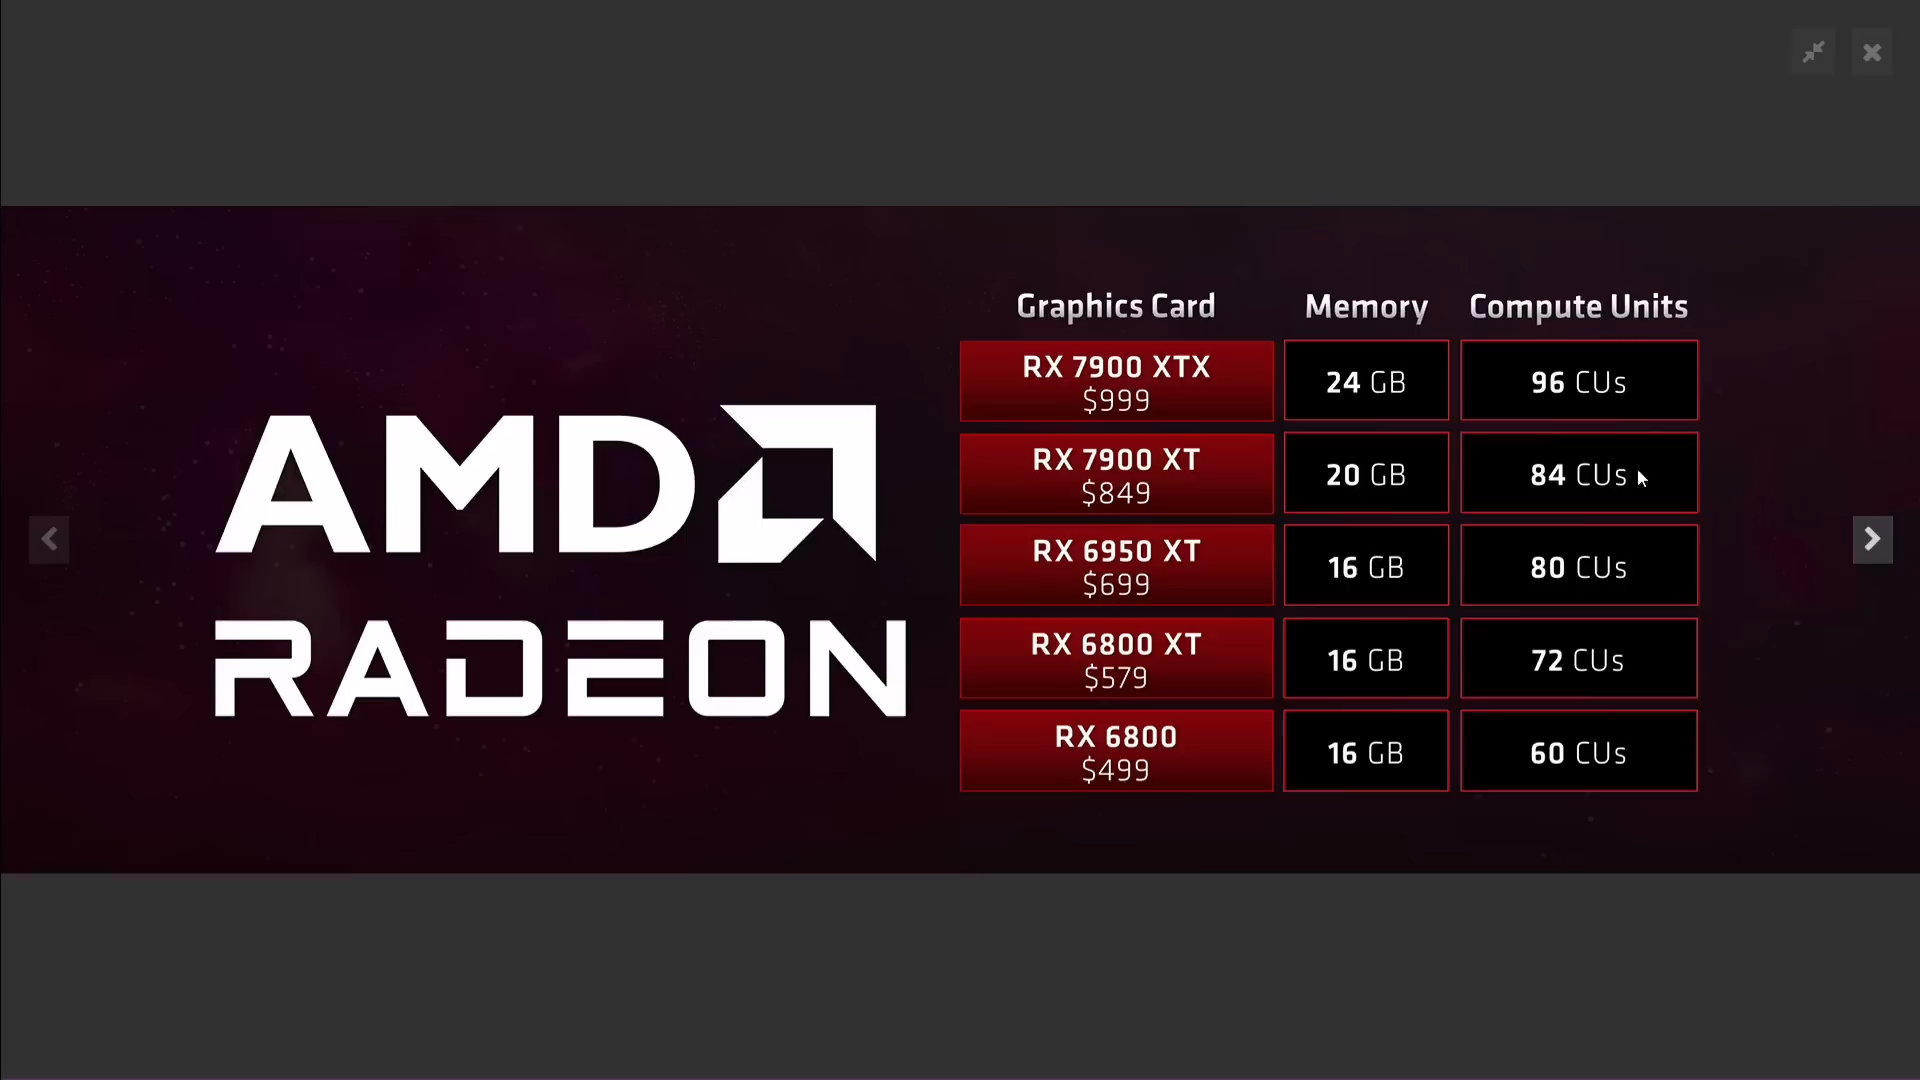 AMD
RADEON
Graphics Card Memory Compute Units
RX 7900 XTX
$999
24 GB
96 CUs
RX 7900 XT
$849
20 GB
84 CUs
RX 6950 XT
$699
16 GB
80 CUs
RX 6800 XT
$579
16 GB
72 CUs
RX 6800
$499
16 GB
60 CUs